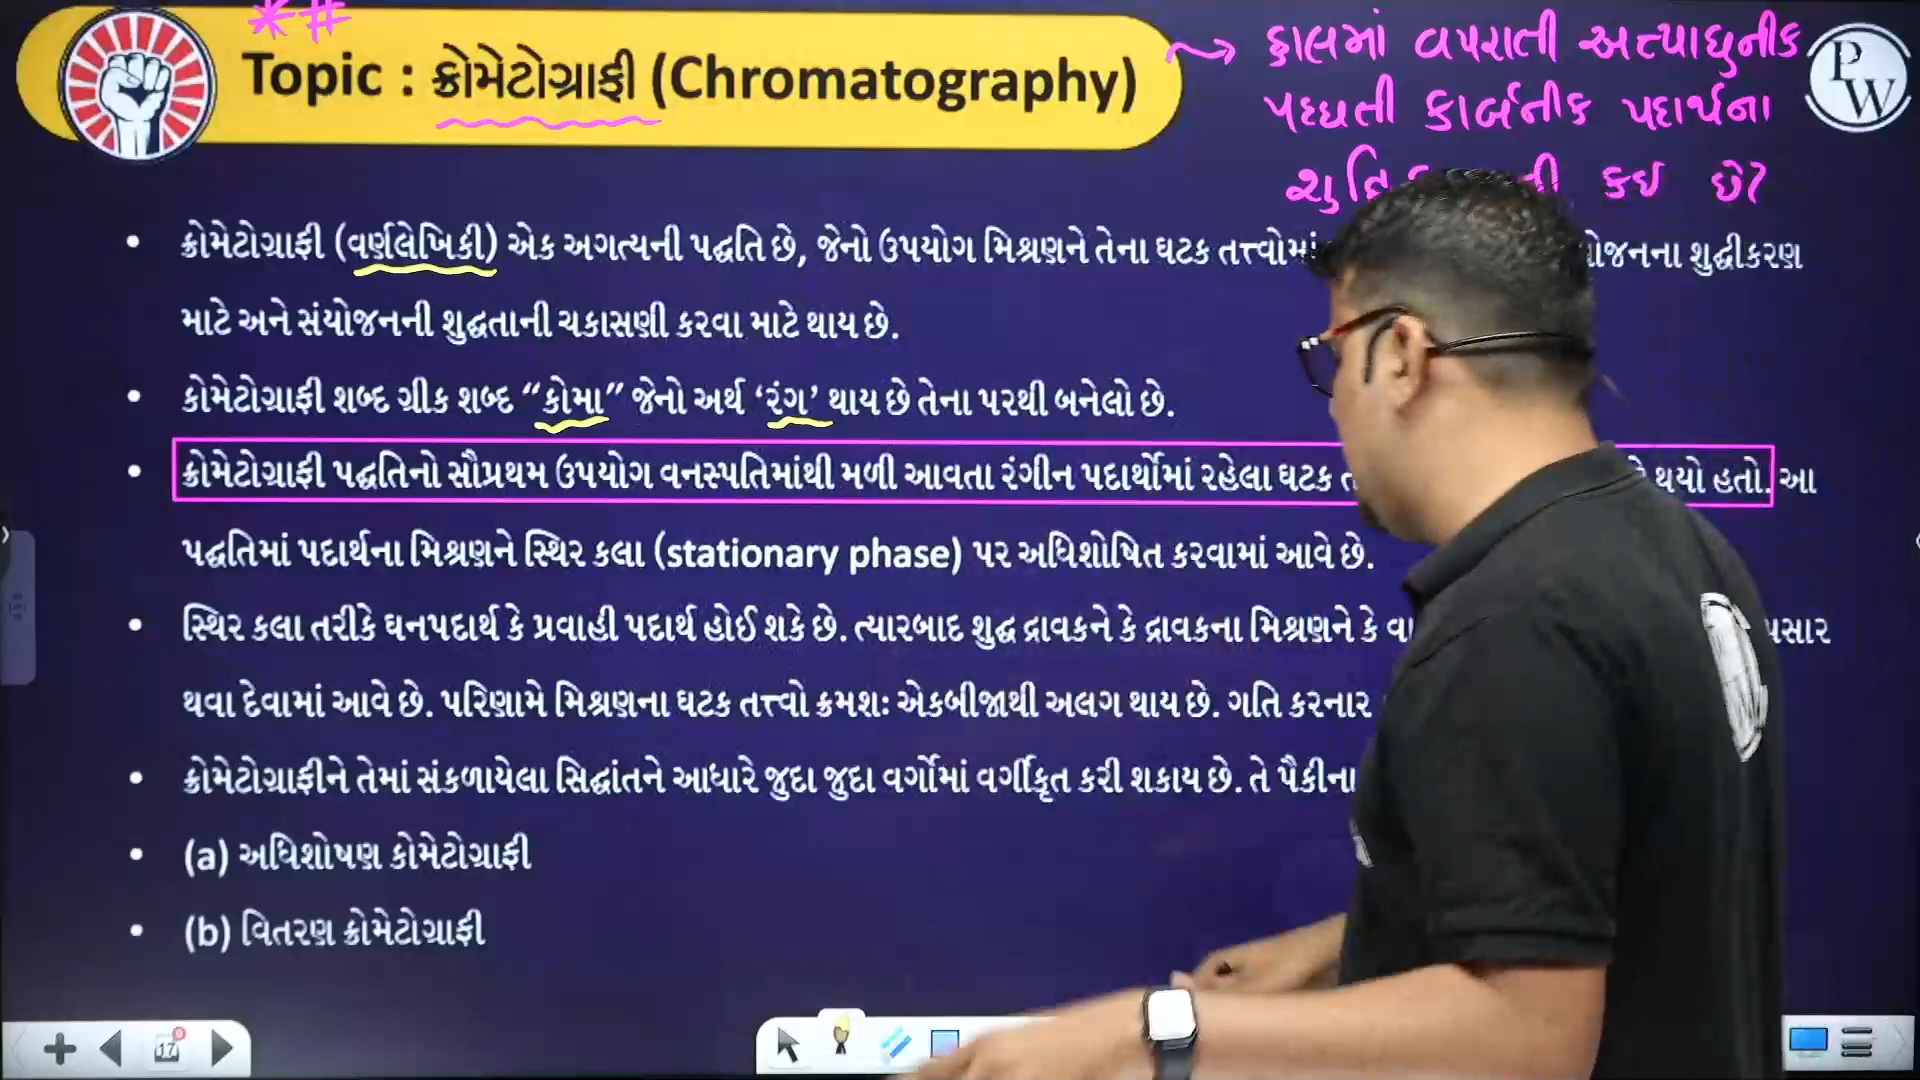 Topic : ક્રોમેટોગ્રાફી (Chromatography)
હાલમાં વપરાતી અત્યાધુનીક
પદ્ધતી કાર્બનીક પદાર્થના
કઇ છે?
PW
• ક્રોમેટોગ્રાફી (વર્ણલેખિકી) એક અગત્યની પદ્ધતિ છે, જેનો ઉપયોગ મિશ્રણને તેના ઘટક તત્ત્વોમાં શુદ્ધીકરણ
માટે અને સંયોજનની શુદ્ધતાની ચકાસણી કરવા માટે થાય છે.
• કોમેટોગ્રાફી શબ્દ ગ્રીક શબ્દ “કોમા” જેનો અર્થ ‘રંગ’ થાય છે તેના પરથી બનેલો છે.
• ક્રોમેટોગ્રાફી પદ્ધતિનો સૌપ્રથમ ઉપયોગ વનસ્પતિમાંથી મળી આવતા રંગીન પદાર્થોમાં રહેલા ઘટક થયો હતો. આ
પદ્ધતિમાં પદાર્થના મિશ્રણને સ્થિર કલા (stationary phase) પર અધિશોષિત કરવામાં આવે છે.
• સ્થિર કલા તરીકે ઘનપદાર્થ કે પ્રવાહી પદાર્થ હોઈ શકે છે. ત્યારબાદ શુદ્ધ દ્રાવકને કે દ્રાવકના મિશ્રણને કે પસાર
થવા દેવામાં આવે છે. પરિણામે મિશ્રણના ઘટક તત્ત્વો ક્રમશઃ એકબીજાથી અલગ થાય છે. ગતિ કરનાર
• ક્રોમેટોગ્રાફીને તેમાં સંકળાયેલા સિદ્ધાંતને આધારે જુદા જુદા વર્ગોમાં વર્ગીકૃત કરી શકાય છે. તે પૈકીના
• (a) અધિશોષણ કોમેટોગ્રાફી
• (b) વિતરણ ક્રોમેટોગ્રાફી
17
9